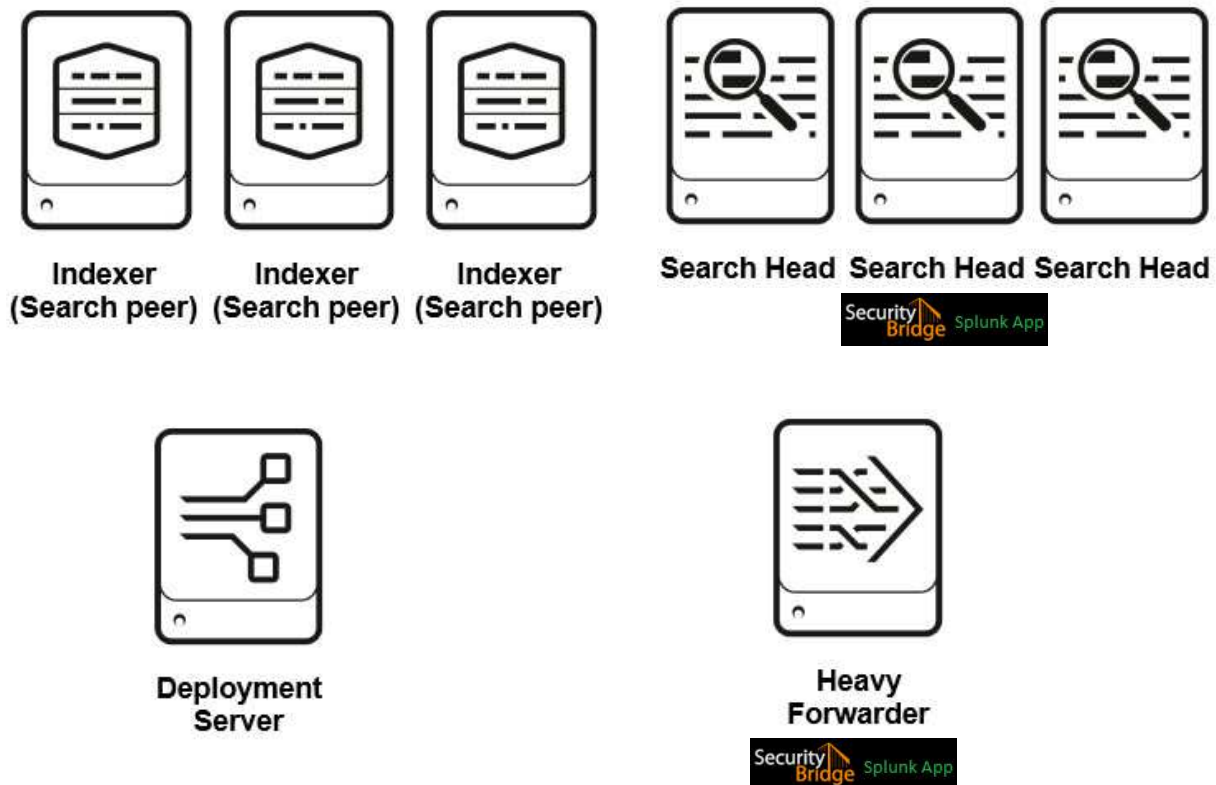 Indexer
(Search peer)
Indexer
(Search peer)
Indexer
(Search peer)
Search Head
Search Head
Search Head
Security
Bridge
Splunk App
Deployment
Server
Heavy
Forwarder
Security
Bridge
Splunk App